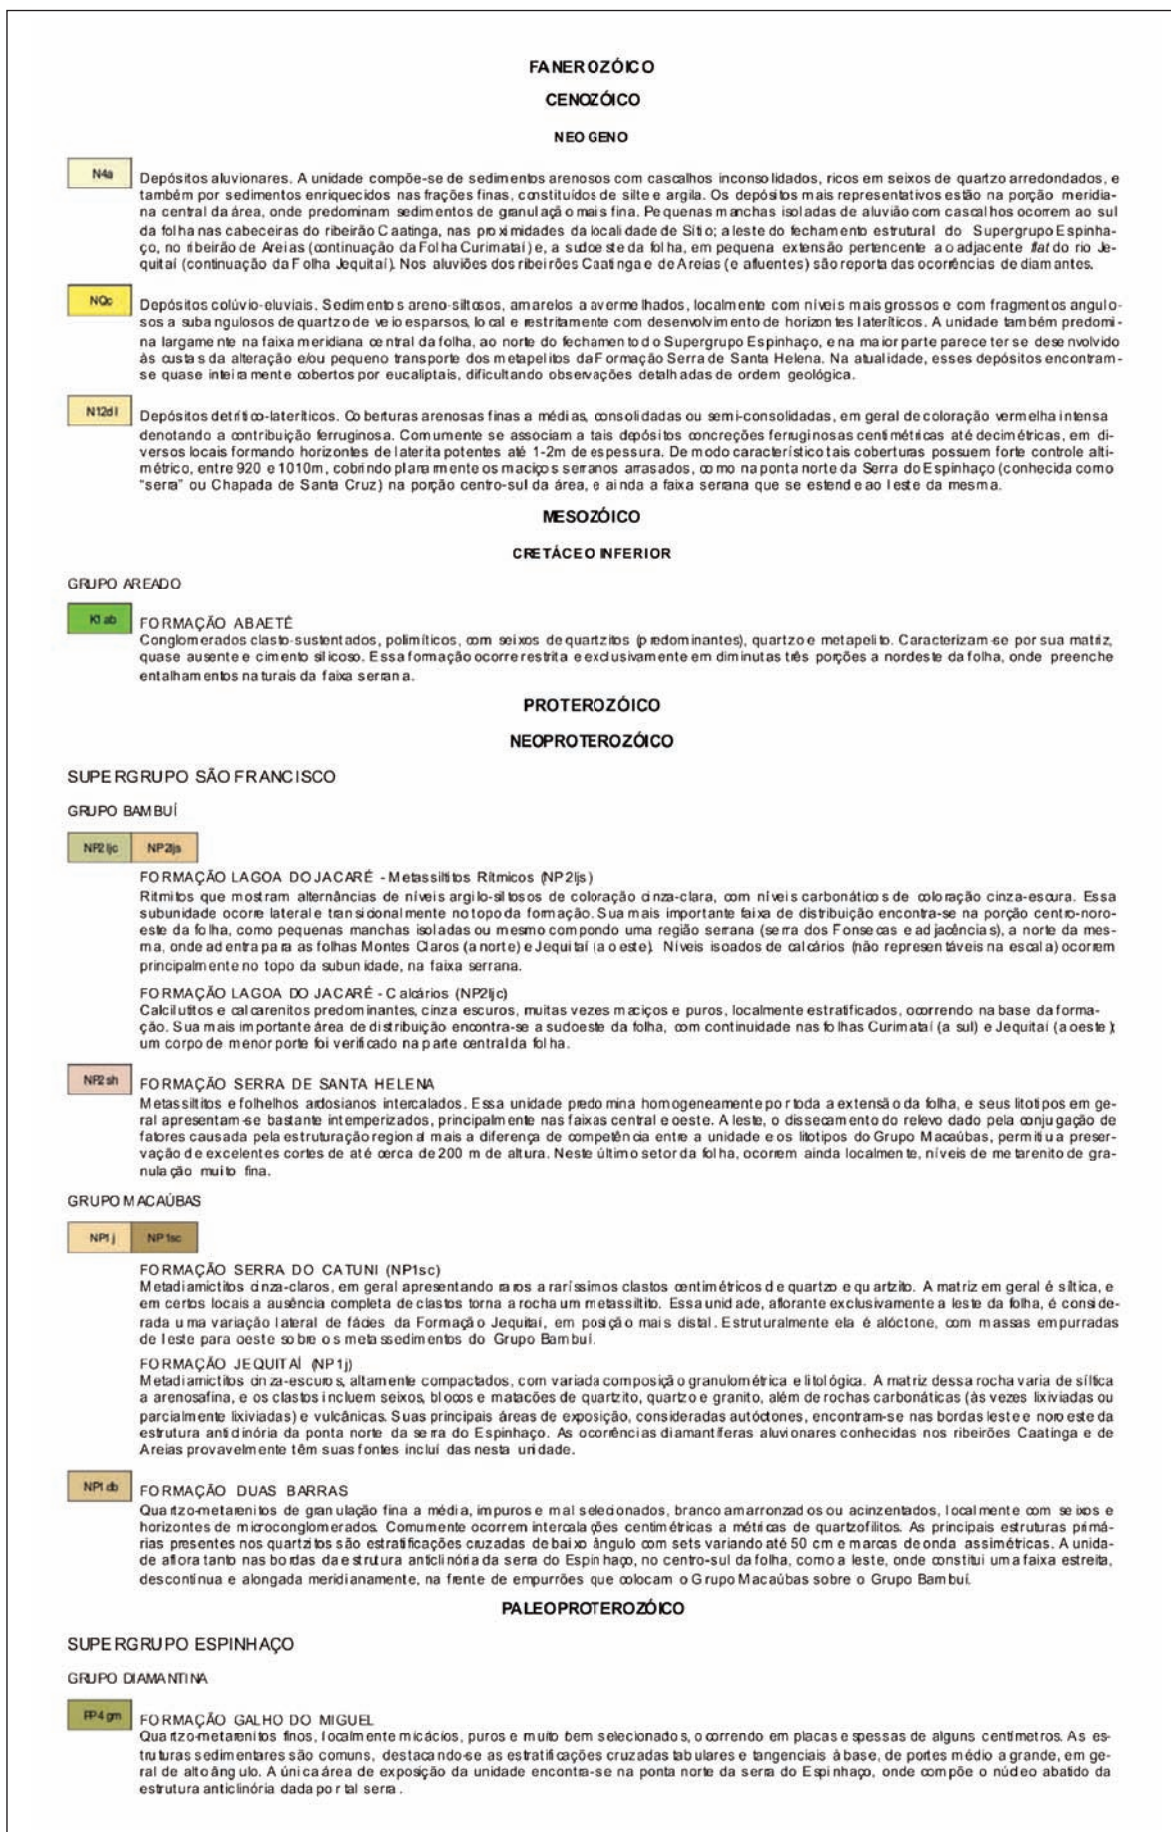 FANEROZÓICO
CENOZÓICO
NEOGENO
N4a
Depósitos aluvionares. A unidade compõe-se de sedimentos arenosos com cascalhos inconsolidados, ricos em seixos de quartzo arredondados, e
também por sedimentos enriquecidos nas frações finas, constituídos de silte e argila. Os depósitos mais representativos estão na porção meridia-
na central da área, onde predominam sedimentos de granulação mais fina. Pequenas manchas isoladas de aluvião com cascalhos ocorrem ao sul
da folha nas cabeceiras do ribeirão Caatinga, nas proximidades da localidade de Sítio; a leste do fechamento estrutural do Supergrupo Espinha-
ço, no ribeirão de Areias (continuação da Folha Curimataí) e, a sudoeste da folha, em pequena extensão pertencente ao adjacente flat do rio Je-
quitaí (continuação da Folha Jequitaí). Nos aluviões dos ribeirões Caatinga e de Areias (e afluentes) são reportadas ocorrências de diamantes.
NQc
Depósitos colúvio-eluviais. Sedimentos areno-siltosos, amarelos a avermelhados, localmente com níveis mais grossos e com fragmentos angulo-
sos a subangulosos de quartzo de veio esparsos, local e restritamente com desenvolvimento de horizontes lateríticos. A unidade também predomi-
na largamente na faixa meridiana central da folha, ao norte do fechamento do Supergrupo Espinhaço, e na maior parte parece ter se desenvolvido
às custas da alteração e/ou pequeno transporte dos metapelitos da Formação Serra de Santa Helena. Na atualidade, esses depósitos encontram-
se quase inteiramente cobertos por eucaliptais, dificultando observações detalhadas de ordem geológica.
N12dl
Depósitos detrítico-lateríticos. Coberturas arenosas finas a médias, consolidadas ou semi-consolidadas, em geral de coloração vermelha intensa
denotando a contribuição ferruginosa. Comumente se associam a tais depósitos concreções ferruginosas centimétricas até decimétricas, em di-
versos locais formando horizontes de laterita potentes até 1-2m de espessura. De modo característico tais coberturas possuem forte controle alti-
métrico, entre 920 e 1010m, cobrindo planarmente os maciços serranos arrasados, como na ponta norte da Serra do Espinhaço (conhecida como
"serra" ou Chapada de Santa Cruz) na porção centro-sul da área, e ainda a faixa serrana que se estende ao leste da mesma.
MESOZÓICO
CRETÁCEO INFERIOR
GRUPO AREADO
K1ab
FORMAÇÃO ABAETÉ
Conglomerados clasto-sustentados, polimíticos, com seixos de quartzitos (predominantes), quartzo e metapelito. Caracterizam-se por sua matriz,
quase ausente e cimento silicoso. Essa formação ocorre restrita e exclusivamente em diminutas três porções a nordeste da folha, onde preenche
entalhamentos naturais da faixa serrana.
PROTEROZÓICO
NEOPROTEROZÓICO
SUPERGRUPO SÃO FRANCISCO
GRUPO BAMBUÍ
NP2ljc NP2ljs
FORMAÇÃO LAGOA DO JACARÉ - Metassiltitos Rítmicos (NP2ljs)
Ritmitos que mostram alternâncias de níveis argilo-siltosos de coloração cinza-clara, com níveis carbonáticos de coloração cinza-escura. Essa
subunidade ocorre lateral e transicionalmente no topo da formação. Sua mais importante faixa de distribuição encontra-se na porção centro-noro-
este da folha, como pequenas manchas isoladas ou mesmo compondo uma região serrana (serra dos Fonsecas e adjacências), a norte da mes-
ma, onde adentra para as folhas Montes Claros (a norte) e Jequitaí (a oeste). Níveis isoados de calcários (não representáveis na escala) ocorrem
principalmente no topo da subunidade, na faixa serrana.
FORMAÇÃO LAGOA DO JACARÉ - Calcários (NP2ljc)
Calcilutitos e calcarenitos predominantes, cinza escuros, muitas vezes maciços e puros, localmente estratificados, ocorrendo na base da forma-
ção. Sua mais importante área de distribuição encontra-se a sudoeste da folha, com continuidade nas folhas Curimataí (a sul) e Jequitaí (a oeste);
um corpo de menor porte foi verificado na parte central da folha.
NP2sh
FORMAÇÃO SERRA DE SANTA HELENA
Metassiltitos e folhelhos ardosianos intercalados. Essa unidade predomina homogeneamente por toda a extensão da folha, e seus litotipos em ge-
ral apresentam-se bastante intemperizados, principalmente nas faixas central e oeste. A leste, o dissecamento do relevo dado pela conjugação de
fatores causada pela estruturação regional mais a diferença de competência entre a unidade e os litotipos do Grupo Macaúbas, permitiu a preser-
vação de excelentes cortes de até cerca de 200 m de altura. Neste último setor da folha, ocorrem ainda localmente, níveis de metarenito de gra-
nulação muito fina.
GRUPO MACAÚBAS
NP1j NP1sc
FORMAÇÃO SERRA DO CATUNI (NP1sc)
Metadiamictitos cinza-claros, em geral apresentando raros a raríssimos clastos centimétricos de quartzo e quartzito. A matriz em geral é síltica, e
em certos locais a ausência completa de clastos torna a rocha um metassiltito. Essa unidade, aflorante exclusivamente a leste da folha, é conside-
rada uma variação lateral de fácies da Formação Jequitaí, em posição mais distal. Estruturalmente ela é alóctone, com massas empurradas
de leste para oeste sobre os metassedimentos do Grupo Bambuí.
FORMAÇÃO JEQUITAÍ (NP1j)
Metadiamictitos cinza-escuros, altamente compactados, com variada composição granulométrica e litológica. A matriz dessa rocha varia de síltica
a arenosafina, e os clastos incluem seixos, blocos e matacões de quartzito, quartzo e granito, além de rochas carbonáticas (às vezes lixiviadas ou
parcialmente lixiviadas) e vulcânicas. Suas principais áreas de exposição, consideradas autóctones, encontram-se nas bordas leste e noroeste da
estrutura anticlinória da ponta norte da serra do Espinhaço. As ocorrências diamantíferas aluvionares conhecidas nos ribeirões Caatinga e de
Areias provavelmente têm suas fontes incluídas nesta unidade.
NP1db
FORMAÇÃO DUAS BARRAS
Quartzo-metarenitos de granulação fina a média, impuros e mal selecionados, branco amarronzados ou acinzentados, localmente com seixos e
horizontes de microconglomerados. Comumente ocorrem intercalações centimétricas a métricas de quartzofilitos. As principais estruturas primá-
rias presentes nos quartzitos são estratificações cruzadas de baixo ângulo com sets variando até 50 cm e marcas de onda assimétricas. A unida-
de aflora tanto nas bordas da estrutura anticlinória da serra do Espinhaço, no centro-sul da folha, como a leste, onde constitui uma faixa estreita,
descontínua e alongada meridianamente, na frente de empurrões que colocam o Grupo Macaúbas sobre o Grupo Bambuí.
PALEOPROTEROZÓICO
SUPERGRUPO ESPINHAÇO
GRUPO DIAMANTINA
PP4gm
FORMAÇÃO GALHO DO MIGUEL
Quartzo-metarenitos finos, localmente micácios, puros e muito bem selecionados, ocorrendo em placas espessas de alguns centímetros. As es-
truturas sedimentares são comuns, destacando-se as estratificações cruzadas tabulares e tangenciais à base, de portes médio a grande, em ge-
ral de alto ângulo. A única área de exposição da unidade encontra-se na ponta norte da serra do Espinhaço, onde compõe o núcleo abatido da
estrutura anticlinória dada por tal serra.